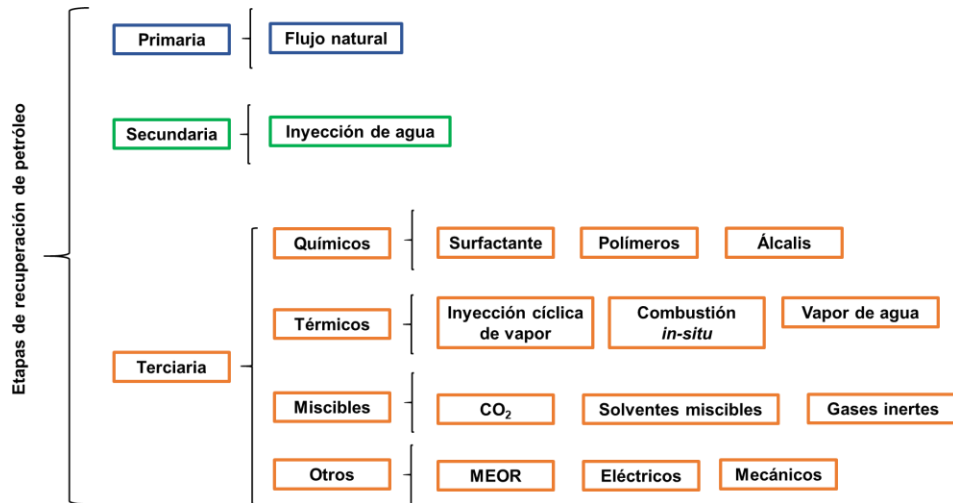 Etapas de recuperación de petróleo
Primaria
Flujo natural
Secundaria
Inyección de agua
Terciaria
Químicos
Surfactante
Polímeros
Álcalis
Térmicos
Inyección cíclica
de vapor
Combustión
in-situ
Vapor de agua
Miscibles
CO₂
Solventes miscibles
Gases inertes
Otros
MEOR
Eléctricos
Mecánicos